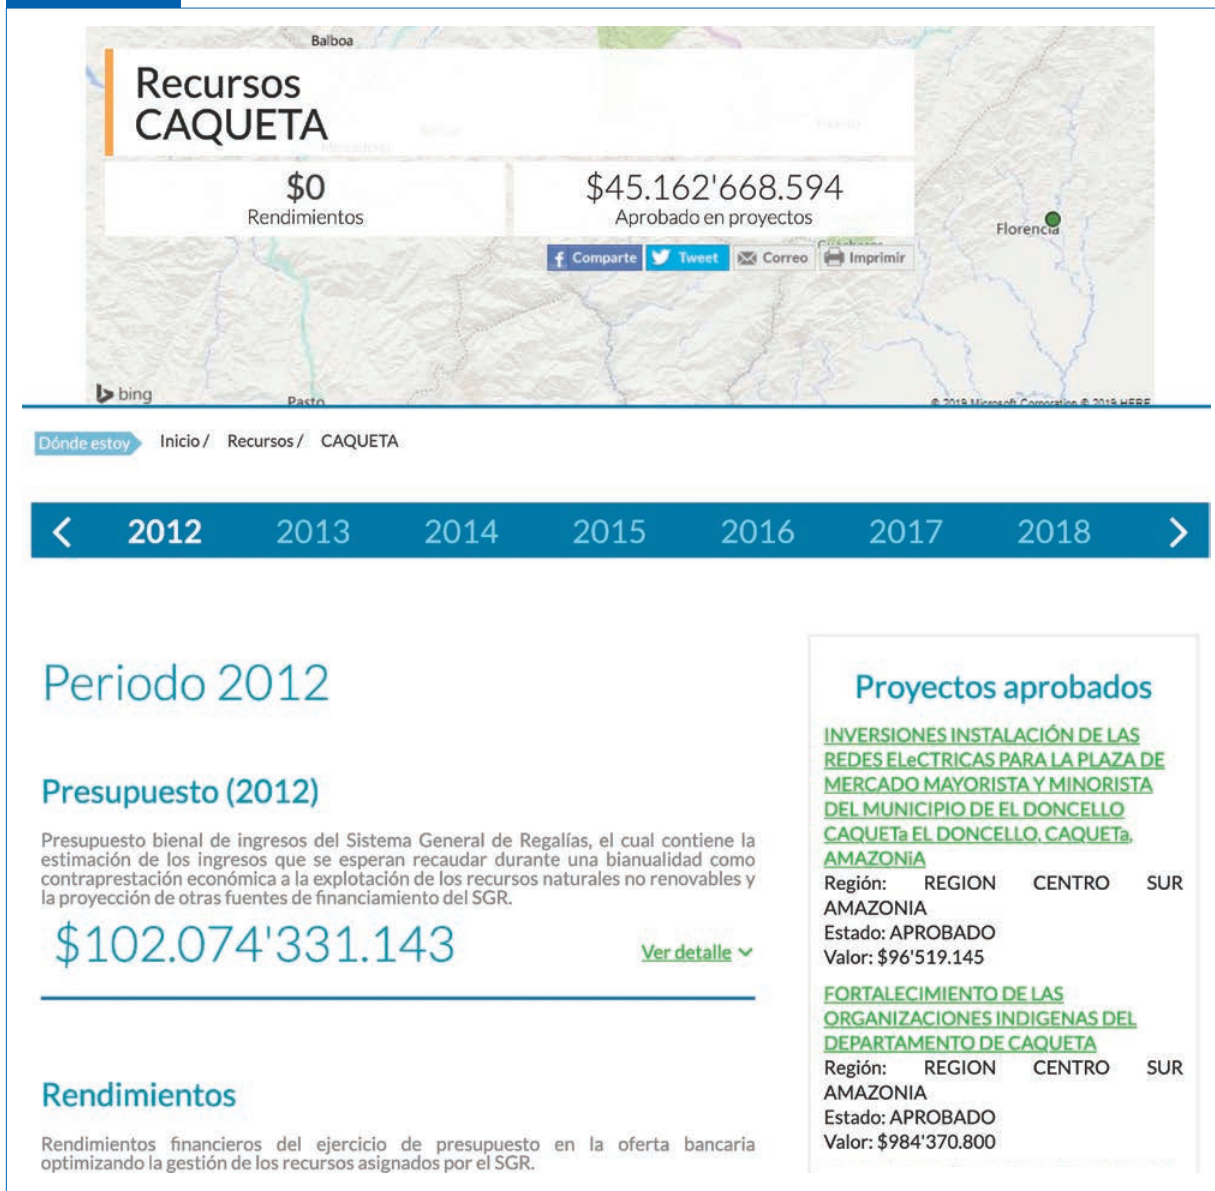 Balboa
Recursos
CAQUETA
$0
Rendimientos
$45.162'668.594
Aprobado en proyectos
Florencia
Comparte
Tweet
Correo
Imprimir
bing
Pasto
© 2019 Microsoft Corporation © 2019 HERE
Dónde estoy
Inicio / Recursos / CAQUETA
2012 2013 2014 2015 2016 2017 2018
Periodo 2012
Presupuesto (2012)
Presupuesto bienal de ingresos del Sistema General de Regalías, el cual contiene la
estimación de los ingresos que se esperan recaudar durante una bianualidad como
contraprestación económica a la explotación de los recursos naturales no renovables y
la proyección de otras fuentes de financiamiento del SGR.
$102.074'331.143
Ver detalle
Rendimientos
Rendimientos financieros del ejercicio de presupuesto en la oferta bancaria
optimizando la gestión de los recursos asignados por el SGR.
Proyectos aprobados
INVERSIONES INSTALACIÓN DE LAS
REDES ELeCTRICAS PARA LA PLAZA DE
MERCADO MAYORISTA Y MINORISTA
DEL MUNICIPIO DE EL DONCELLO
CAQUETa EL DONCELLO, CAQUETa,
AMAZONiA
Región: REGION CENTRO SUR
AMAZONIA
Estado: APROBADO
Valor: $96'519.145
FORTALECIMIENTO DE LAS
ORGANIZACIONES INDIGENAS DEL
DEPARTAMENTO DE CAQUETA
Región: REGION CENTRO SUR
AMAZONIA
Estado: APROBADO
Valor: $984'370.800